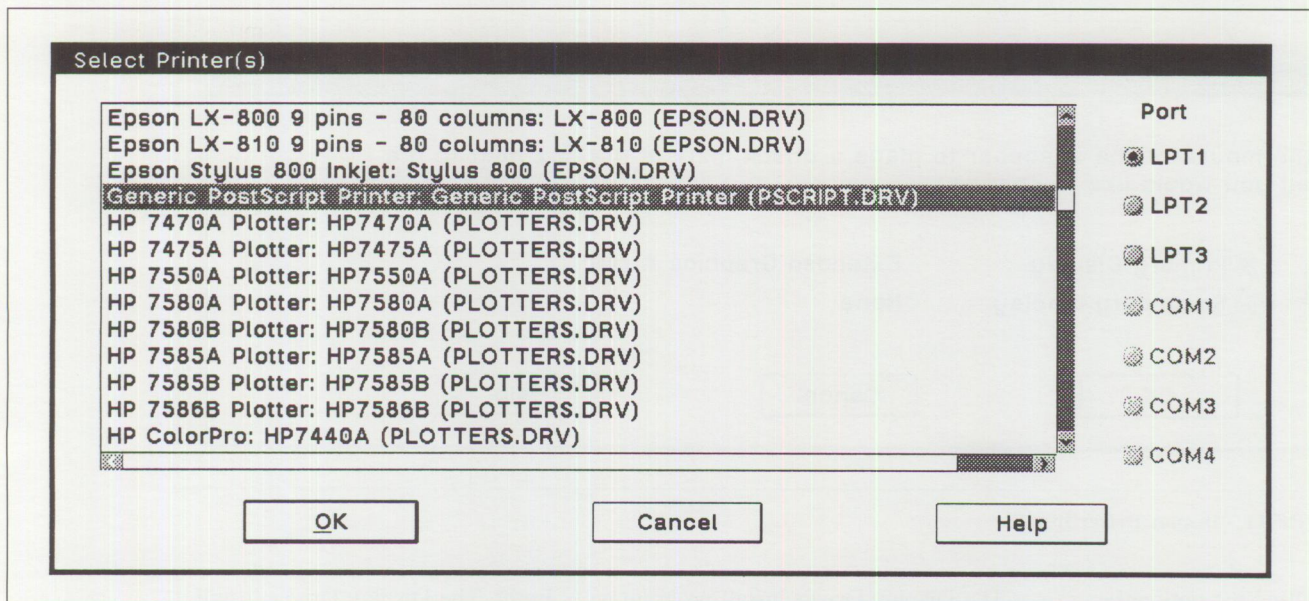 Select Printer(s)
Epson LX-800 9 pins - 80 columns: LX-800 (EPSON.DRV)
Epson LX-810 9 pins - 80 columns: LX-810 (EPSON.DRV)
Epson Stylus 800 Inkjet: Stylus 800 (EPSON.DRV)
Generic PostScript Printer: Generic PostScript Printer (PSCRIPT.DRV)
HP 7470A Plotter: HP7470A (PLOTTERS.DRV)
HP 7475A Plotter: HP7475A (PLOTTERS.DRV)
HP 7550A Plotter: HP7550A (PLOTTERS.DRV)
HP 7580A Plotter: HP7580A (PLOTTERS.DRV)
HP 7580B Plotter: HP7580B (PLOTTERS.DRV)
HP 7585A Plotter: HP7585A (PLOTTERS.DRV)
HP 7585B Plotter: HP7585B (PLOTTERS.DRV)
HP 7586B Plotter: HP7586B (PLOTTERS.DRV)
HP ColorPro: HP7440A (PLOTTERS.DRV)
Port
LPT1
LPT2
LPT3
COM1
COM2
COM3
COM4
OK
Cancel
Help